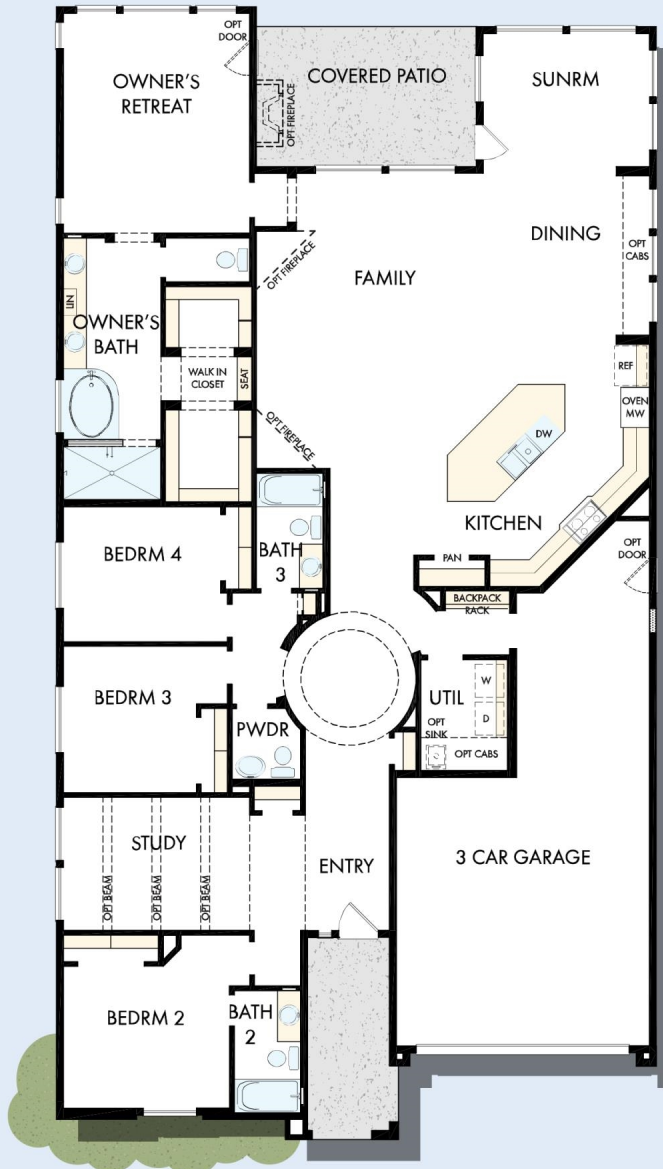 OPT
DOOR
OWNER'S
RETREAT
COVERED PATIO
OPT FIREPLACE
SUNRM
DINING
OPT
CABS
OPT FIREPLACE
FAMILY
LIN
OWNER'S
BATH
WALK IN
CLOSET
SEAT
REF
OVEN
MW
OPT FIREPLACE
DW
KITCHEN
BEDRM 4
BATH
3
PAN
OPT
DOOR
BACKPACK
RACK
BEDRM 3
PWDR
UTIL
W
D
OPT
SINK
OPT CABS
STUDY
OPT BEAM
OPT BEAM
OPT BEAM
ENTRY
3 CAR GARAGE
BEDRM 2
BATH
2